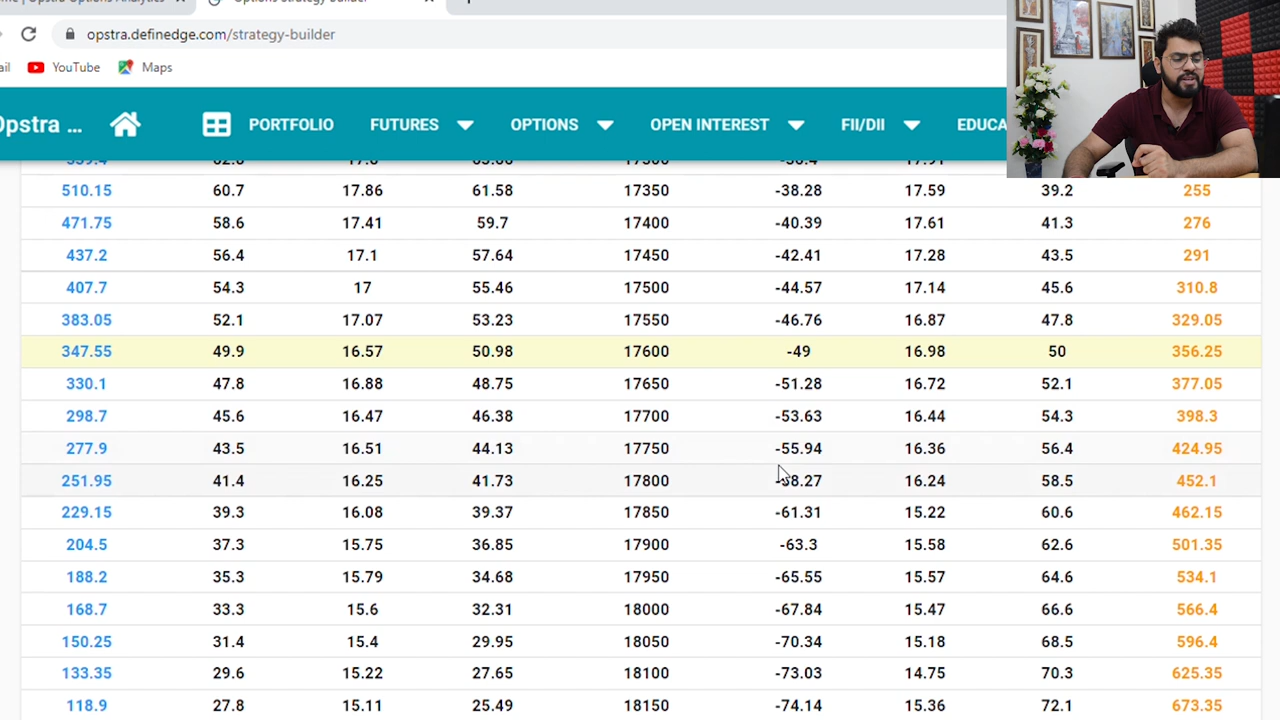 opstra.definedge.com/strategy-builder
ail YouTube Maps
Opstra ... PORTFOLIO FUTURES OPTIONS OPEN INTEREST FII/DII EDUCA
510.15 60.7 17.86 61.58 17350 -38.28 17.59 39.2 255
471.75 58.6 17.41 59.7 17400 -40.39 17.61 41.3 276
437.2 56.4 17.1 57.64 17450 -42.41 17.28 43.5 291
407.7 54.3 17 55.46 17500 -44.57 17.14 45.6 310.8
383.05 52.1 17.07 53.23 17550 -46.76 16.87 47.8 329.05
347.55 49.9 16.57 50.98 17600 -49 16.98 50 356.25
330.1 47.8 16.88 48.75 17650 -51.28 16.72 52.1 377.05
298.7 45.6 16.47 46.38 17700 -53.63 16.44 54.3 398.3
277.9 43.5 16.51 44.13 17750 -55.94 16.36 56.4 424.95
251.95 41.4 16.25 41.73 17800 -58.27 16.24 58.5 452.1
229.15 39.3 16.08 39.37 17850 -61.31 15.22 60.6 462.15
204.5 37.3 15.75 36.85 17900 -63.3 15.58 62.6 501.35
188.2 35.3 15.79 34.68 17950 -65.55 15.57 64.6 534.1
168.7 33.3 15.6 32.31 18000 -67.84 15.47 66.6 566.4
150.25 31.4 15.4 29.95 18050 -70.34 15.18 68.5 596.4
133.35 29.6 15.22 27.65 18100 -73.03 14.75 70.3 625.35
118.9 27.8 15.11 25.49 18150 -74.14 15.36 72.1 673.35